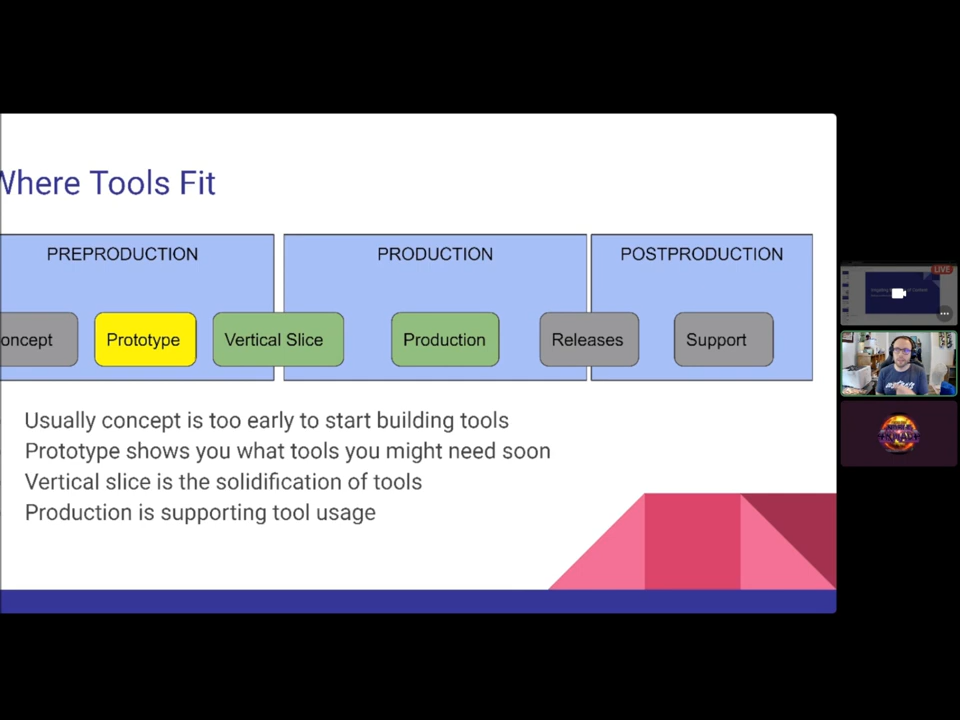 Where Tools Fit
PREPRODUCTION
PRODUCTION
POSTPRODUCTION
oncept
Prototype
Vertical Slice
Production
Releases
Support
Usually concept is too early to start building tools
Prototype shows you what tools you might need soon
Vertical slice is the solidification of tools
Production is supporting tool usage
LIVE